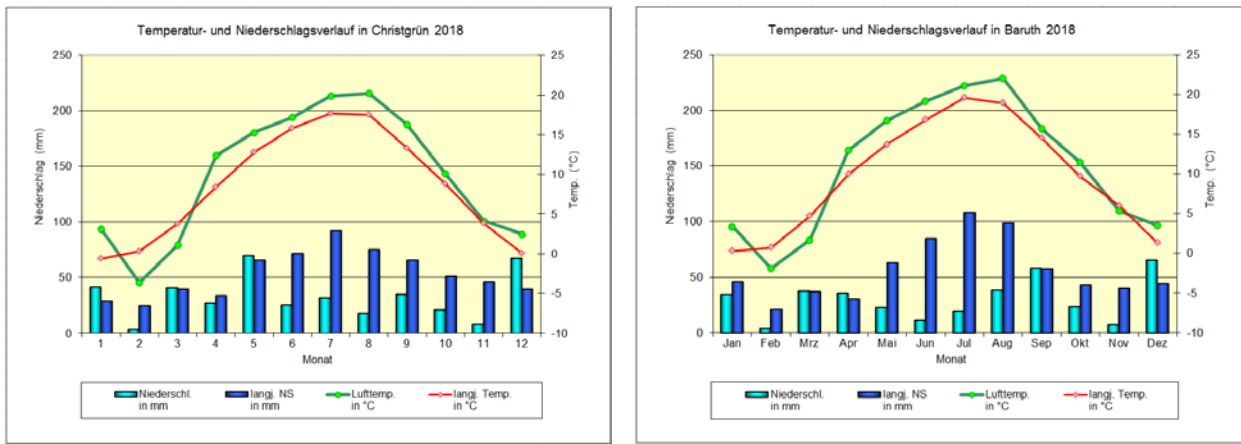 Temperatur- und Niederschlagsverlauf in Christgrün 2018
Niederschlag (mm)
250
200
150
100
50
0
25
20
15
10
5
0
-5
-10
Temp. (°C)
1 2 3 4 5 6 7 8 9 10 11 12
Monat
Niederschl. in mm
langj. NS in mm
Lufttemp. in °C
langj. Temp. in °C
Temperatur- und Niederschlagsverlauf in Baruth 2018
Niederschlag (mm)
250
200
150
100
50
0
25
20
15
10
5
0
-5
-10
Temp. (°C)
Jan Feb Mrz Apr Mai Jun Jul Aug Sep Okt Nov Dez
Monat
Niederschl. in mm
langj. NS in mm
Lufttemp. in °C
langj. Temp. in °C